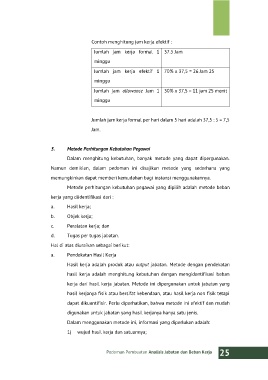 Contoh menghitung jam kerja efektif :
Jumlah jam kerja formal 1 minggu
37,5 Jam
Jumlah jam kerja efektif 1 minggu
70% x 37,5 = 26 Jam 25
Jumlah jam allowance Jam 1 minggu
30% x 37,5 = 11 jam 25 menit
Jumlah jam kerja formal per hari dalam 5 hari adalah 37,5 : 5 = 7,5
Jam.
3. Metode Perhitungan Kebutuhan Pegawai
Dalam menghitung kebutuhan, banyak metode yang dapat dipergunakan.
Namun demikian, dalam pedoman ini disajikan metode yang sederhana yang
memungkinkan dapat memberi kemudahan bagi instansi menggunakannya.
Metode perhitungan kebutuhan pegawai yang dipilih adalah metode beban
kerja yang diidentifikasi dari :
a. Hasil kerja;
b. Objek kerja;
c. Peralatan kerja; dan
d. Tugas per tugas jabatan.
Hal di atas diuraikan sebagai berikut:
a. Pendekatan Hasil Kerja
Hasil kerja adalah produk atau output jabatan. Metode dengan pendekatan
hasil kerja adalah menghitung kebutuhan dengan mengidentifikasi beban
kerja dari hasil kerja jabatan. Metode ini dipergunakan untuk jabatan yang
hasil kerjanya fisik atau bersifat kebendaan, atau hasil kerja non fisik tetapi
dapat dikuantifisir. Perlu diperhatikan, bahwa metode ini efektif dan mudah
digunakan untuk jabatan yang hasil kerjanya hanya satu jenis.
Dalam menggunakan metode ini, informasi yang diperlukan adalah:
1) wujud hasil kerja dan satuannya;
Pedoman Pembuatan Analisis Jabatan dan Beban Kerja 25